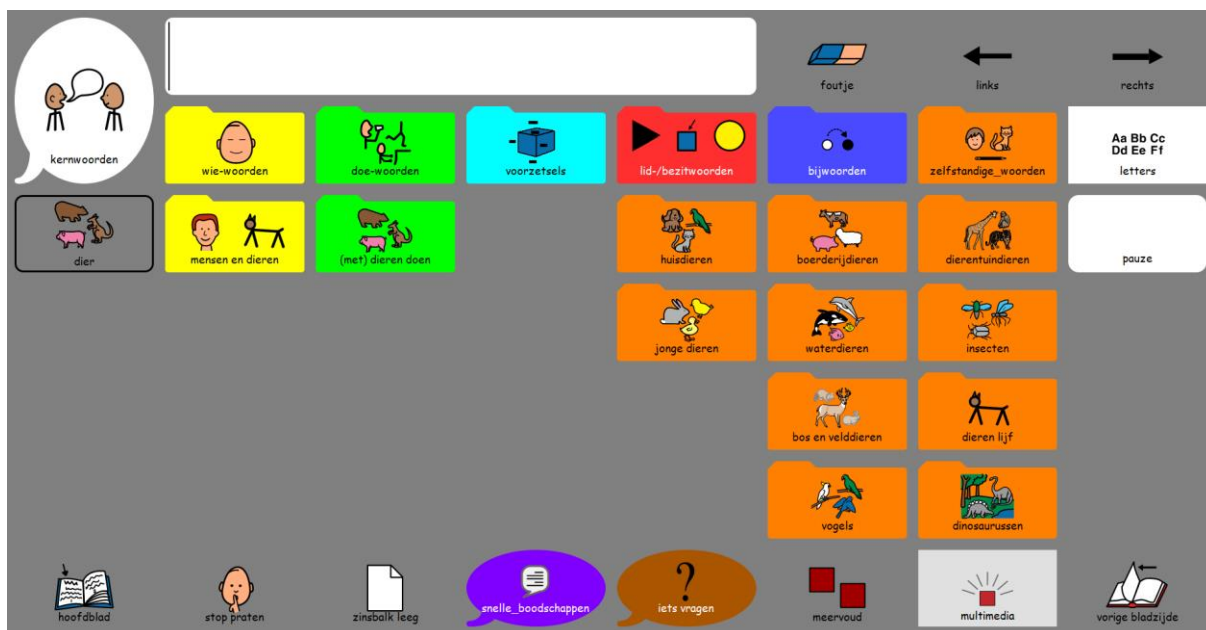 foutje
links
rechts
kernwoorden
wie-woorden
doe-woorden
voorzetsels
lid-/bezitwoorden
bijwoorden
zelfstandige_woorden
Aa Bb Cc
Dd Ee Ff
letters
dier
mensen en dieren
(met) dieren doen
huisdieren
boerderijdieren
dierentuindieren
pauze
jonge dieren
waterdieren
insecten
bos en velddieren
dieren lijf
vogels
dinosaurussen
hoofdblad
stop praten
zinsbalk leeg
snelle_boodschappen
?
iets vragen
meervoud
multimedia
vorige bladzijde